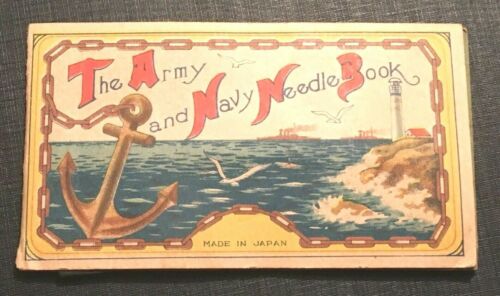 The Army
and Navy Needle Book
MADE IN JAPAN